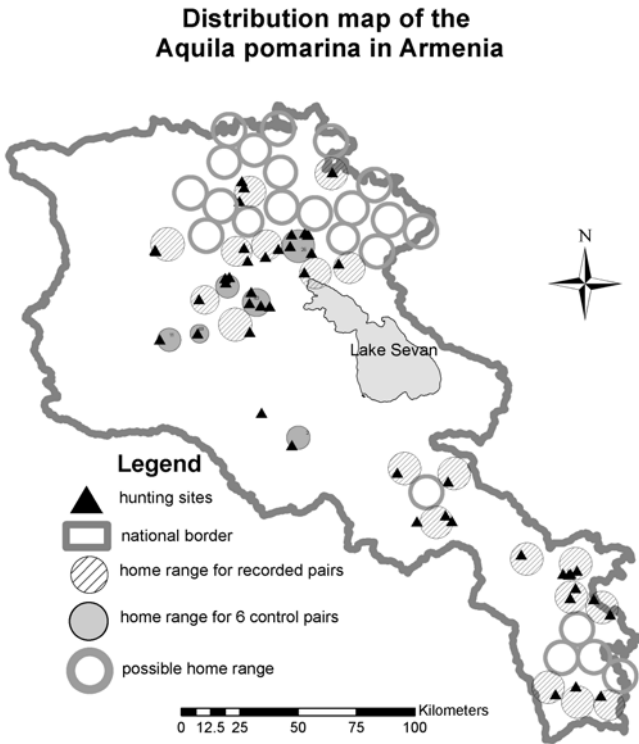 Distribution map of the
Aquila pomarina in Armenia
N
Lake Sevan
Legend
hunting sites
national border
home range for recorded pairs
home range for 6 control pairs
possible home range
Kilometers
0 12.5 25 50 75 100